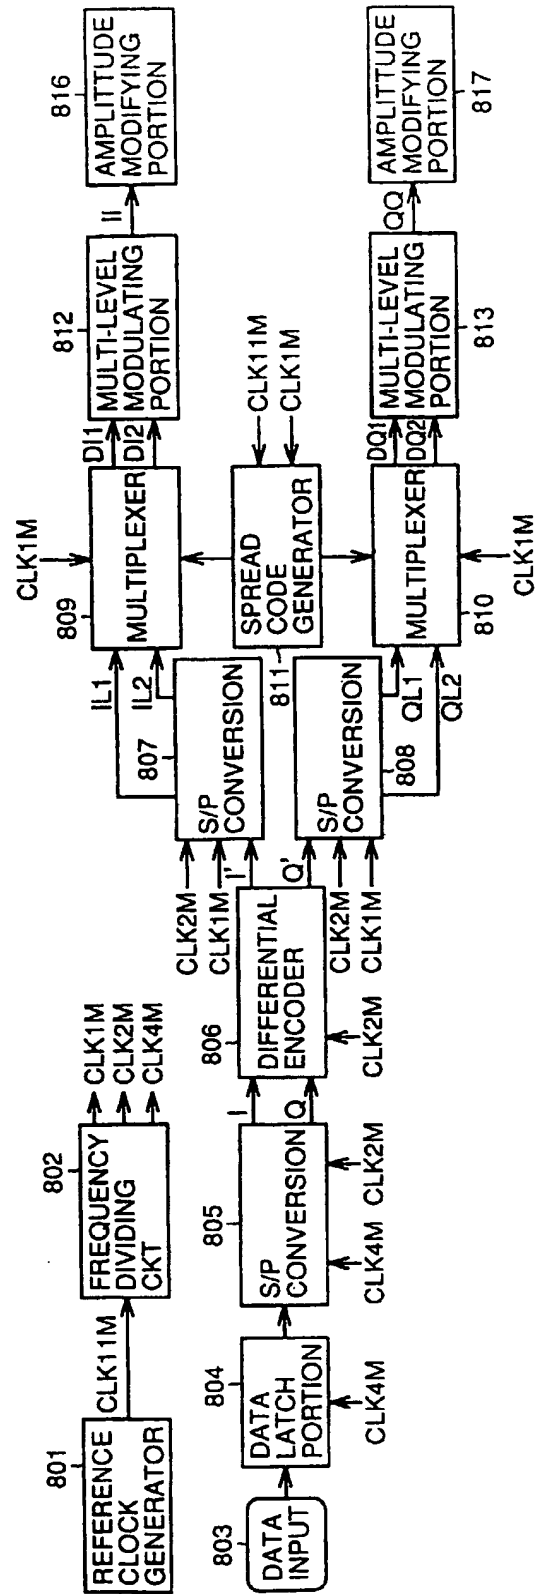 801
REFERENCE
CLOCK
GENERATOR
CLK11M
802
FREQUENCY
DIVIDING
CKT
CLK1M
CLK2M
CLK4M
803
DATA
INPUT
804
DATA
LATCH
PORTION
CLK4M
805
S/P
CONVERSION
CLK4M
CLK2M
I
Q
806
DIFFERENTIAL
ENCODER
CLK2M
I'
Q'
CLK2M
CLK1M
807
S/P
CONVERSION
CLK2M
CLK1M
808
S/P
CONVERSION
IL1
IL2
QL1
QL2
CLK1M
809
MULTIPLEXER
811
SPREAD
CODE
GENERATOR
CLK11M
CLK1M
810
MULTIPLEXER
CLK1M
DI1
DI2
812
MULTI-LEVEL
MODULATING
PORTION
DQ1
DQ2
813
MULTI-LEVEL
MODULATING
PORTION
II
QQ
816
AMPLITTUDE
MODIFYING
PORTION
817
AMPLITTUDE
MODIFYING
PORTION